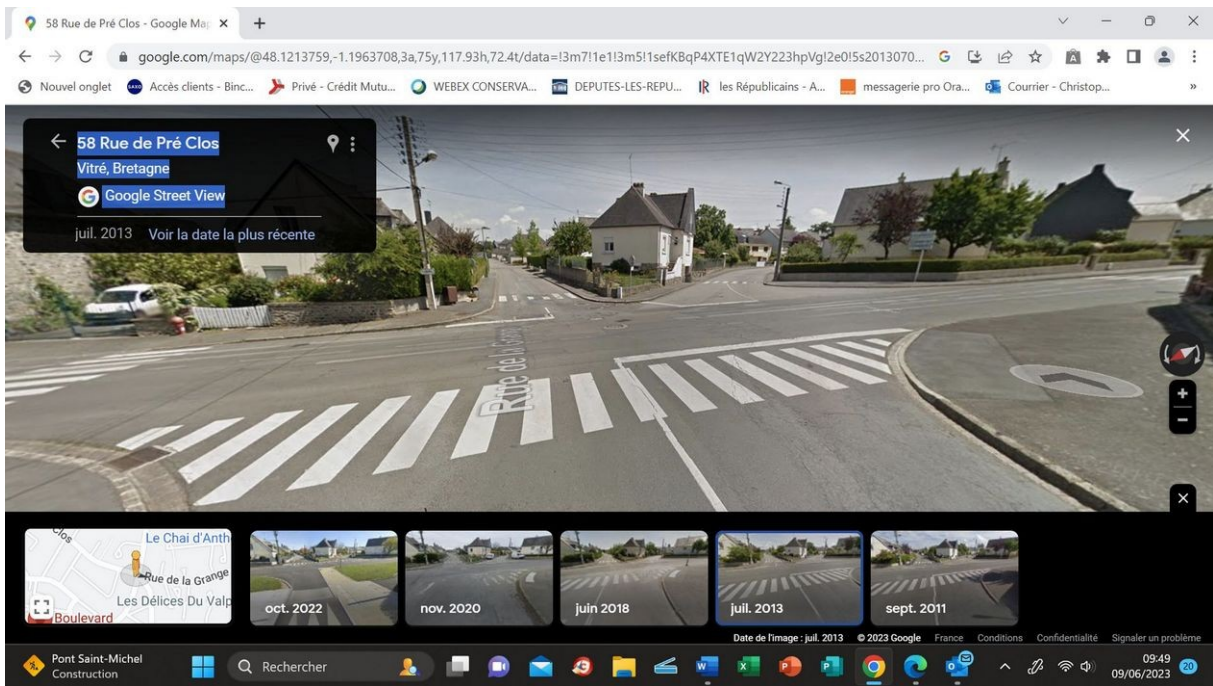 58 Rue de Pré Clos - Google Map
google.com/maps/@48.1213759,-1.1963708,3a,75y,117.93h,72.4t/data=!3m7!1e1!3m5!1sefKBqP4XTE1qW2Y223hpVg!2e0!5s2013070...
Nouvel onglet Accès clients - Binc... Privé - Crédit Mutu... WEBEX CONSERVA... DEPUTES-LES-REPU... les Républicains - A... messagerie pro Ora... Courrier - Christop... »
58 Rue de Pré Clos
Vitré, Bretagne
Google Street View
juil. 2013 Voir la date la plus récente
Rue de la Grange
Clos
Le Chai d'Anth
Rue de la Grange
Les Délices Du Valp
Boulevard
oct. 2022 nov. 2020 juin 2018 juil. 2013 sept. 2011
Date de l'image : juil. 2013 © 2023 Google France Conditions Confidentialité Signaler un problème
Pont Saint-Michel
Construction
Rechercher
09:49
09/06/2023
20